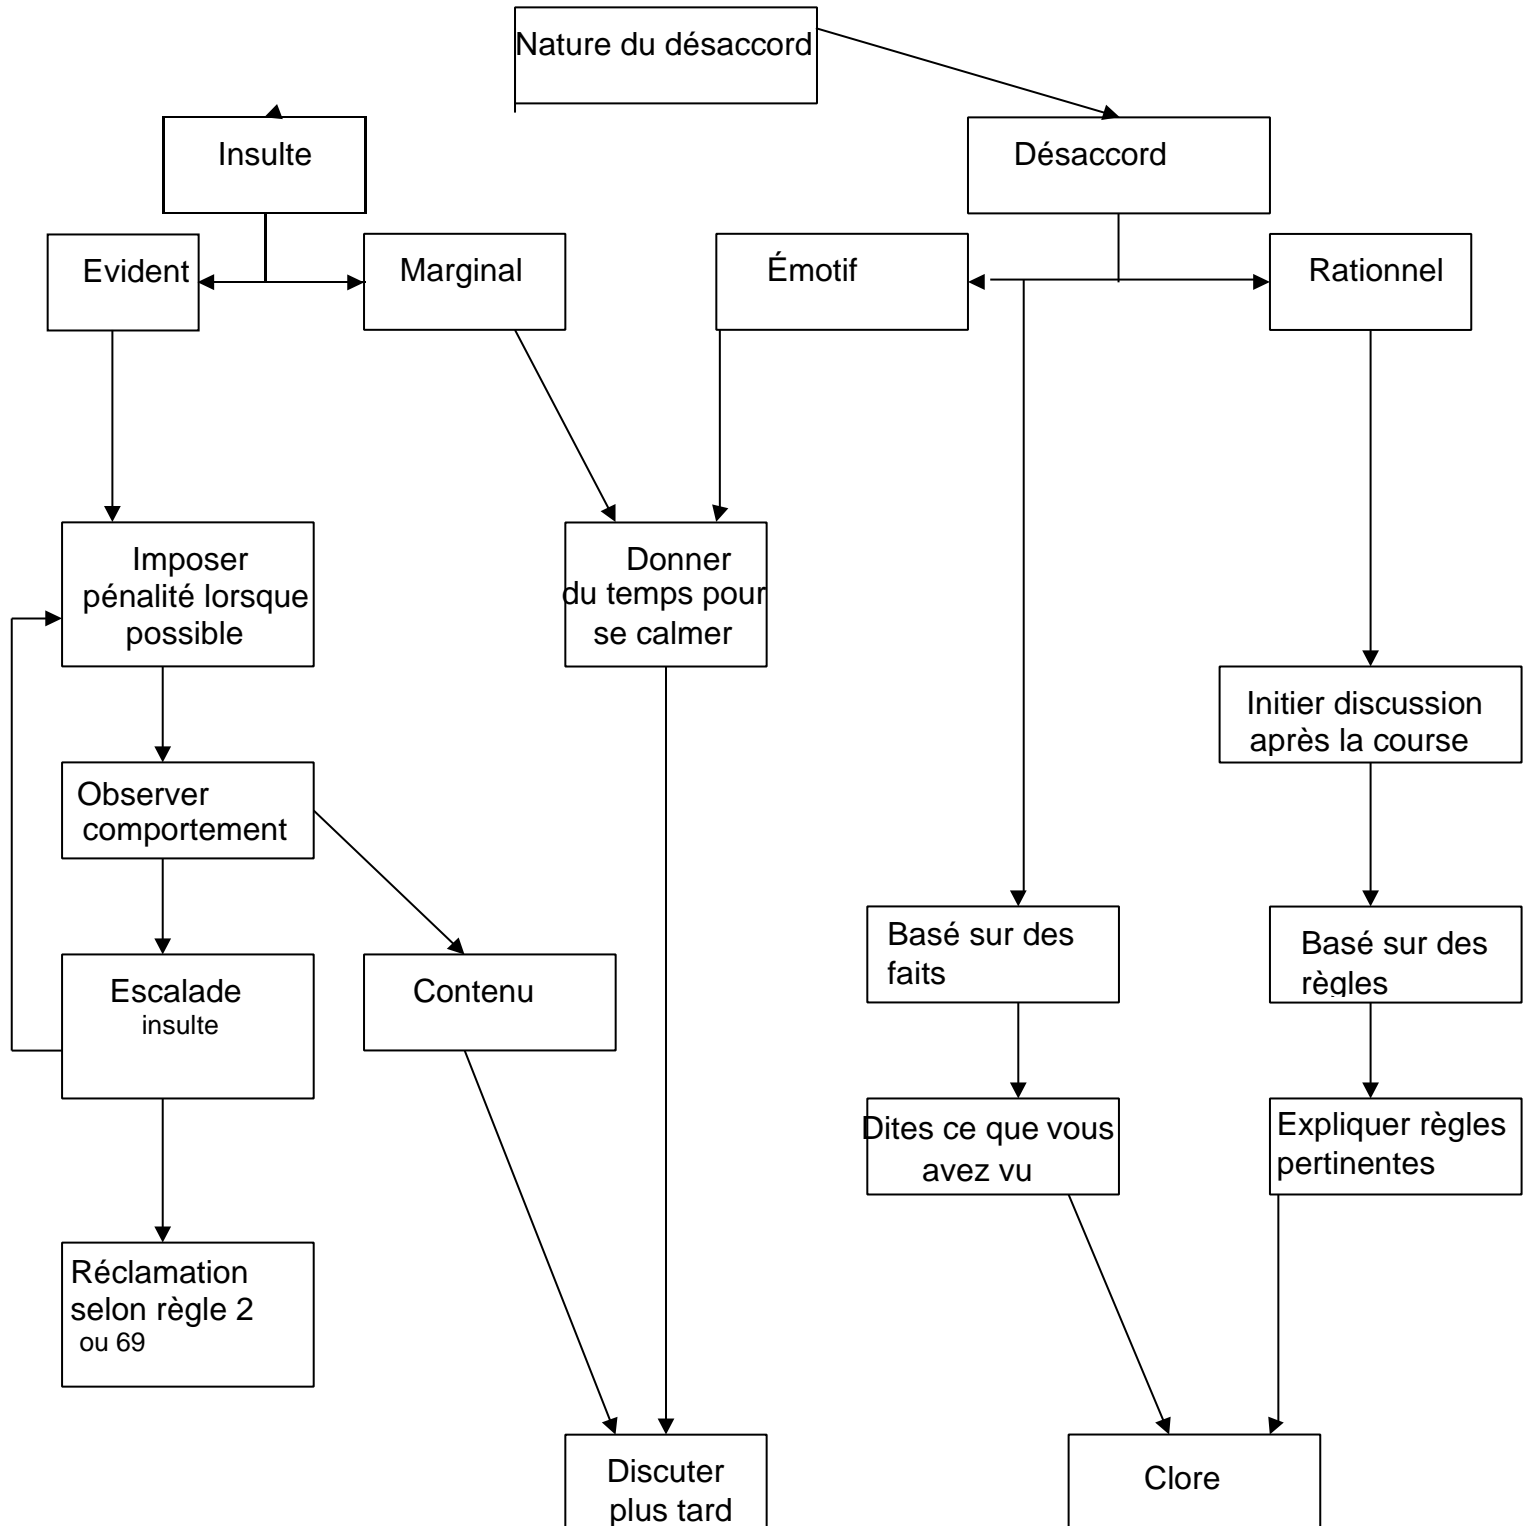 Nature du désaccord
Insulte
Désaccord
Evident
Marginal
Émotif
Rationnel
Imposer
pénalité lorsque
possible
Donner
du temps pour
se calmer
Initier discussion
après la course
Observer
comportement
Basé sur des
faits
Basé sur des
règles
Escalade
insulte
Contenu
Dites ce que vous
avez vu
Expliquer règles
pertinentes
Réclamation
selon règle 2
ou 69
Discuter
plus tard
Clore